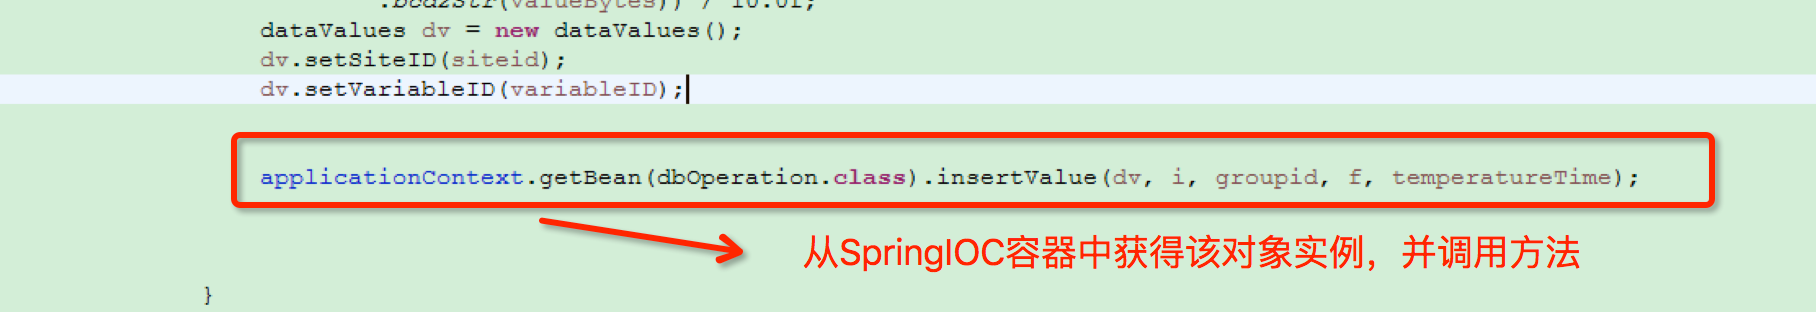 .bcd2Str(valueBytes)) / 10.0f;
dataValues dv = new dataValues();
dv.setSiteID(siteid);
dv.setVariableID(variableID);
applicationContext.getBean(dbOperation.class).insertValue(dv, i, groupid, f, temperatureTime);
从SpringIOC容器中获得该对象实例，并调用方法
}